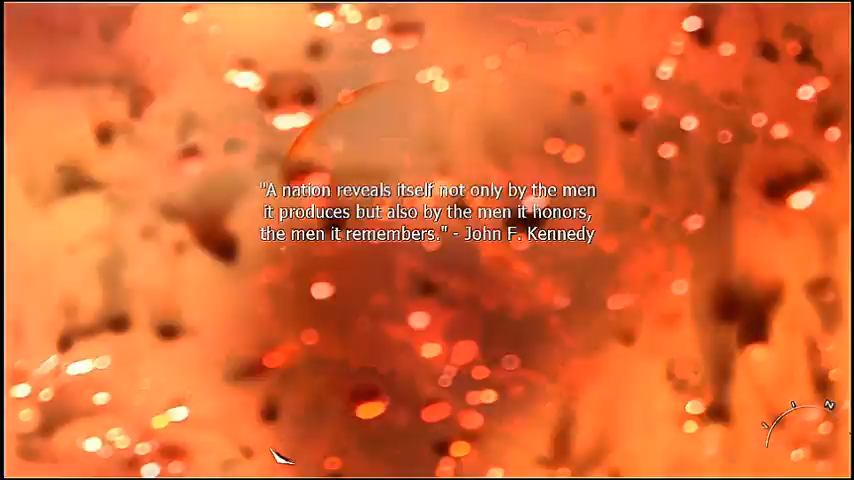 "A nation reveals itself not only by the men
it produces but also by the men it honors,
the men it remembers." - John F. Kennedy
N